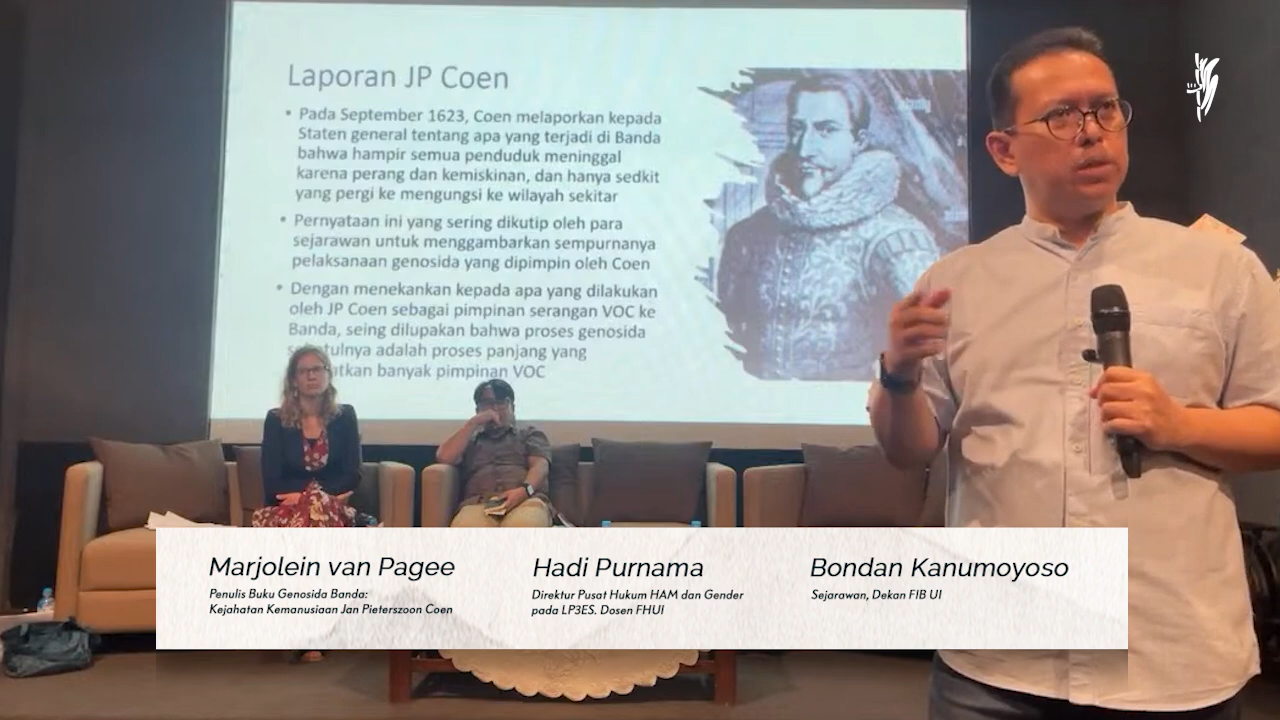 Laporan JP Coen
• Pada September 1623, Coen melaporkan kepada
Staten general tentang apa yang terjadi di Banda
bahwa hampir semua penduduk meninggal
karena perang dan kemiskinan, dan hanya sedkit
yang pergi ke mengungsi ke wilayah sekitar
• Pernyataan ini yang sering dikutip oleh para
sejarawan untuk menggambarkan sempurnanya
pelaksanaan genosida yang dipimpin oleh Coen
• Dengan menekankan kepada apa yang dilakukan
oleh JP Coen sebagai pimpinan serangan VOC ke
Banda, seing dilupakan bahwa proses genosida
adalah proses panjang yang
banyak pimpinan VOC
Marjolein van Pagee
Penulis Buku Genosida Banda:
Kejahatan Kemanusiaan Jan Pieterszoon Coen
Hadi Purnama
Direktur Pusat Hukum HAM dan Gender
pada LP3ES. Dosen FHUI
Bondan Kanumoyoso
Sejarawan, Dekan FIB UI